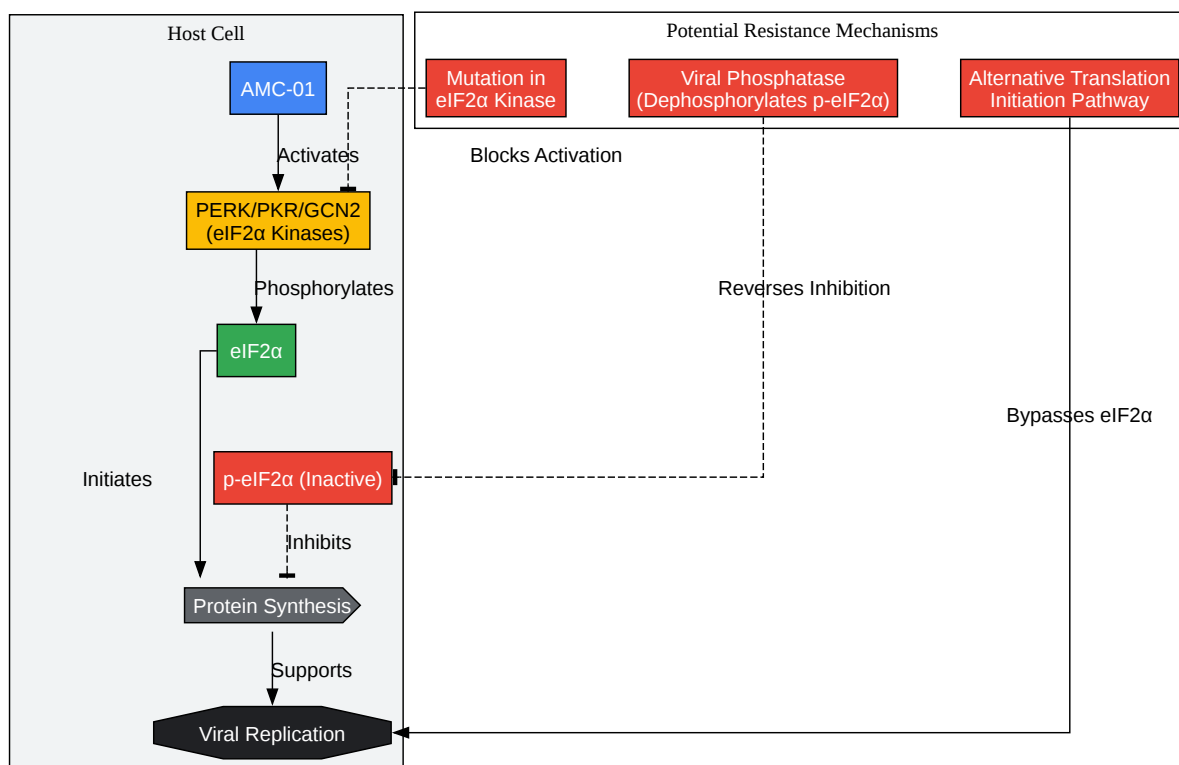 Host Cell
Potential Resistance Mechanisms
AMC-01
Mutation in
eIF2α Kinase
Viral Phosphatase
(Dephosphorylates p-eIF2α)
Alternative Translation
Initiation Pathway
Activates
Blocks Activation
PERK/PKR/GCN2
(eIF2α Kinases)
Phosphorylates
Reverses Inhibition
eIF2α
Bypasses eIF2α
Initiates
p-eIF2α (Inactive)
Inhibits
Protein Synthesis
Supports
Viral Replication